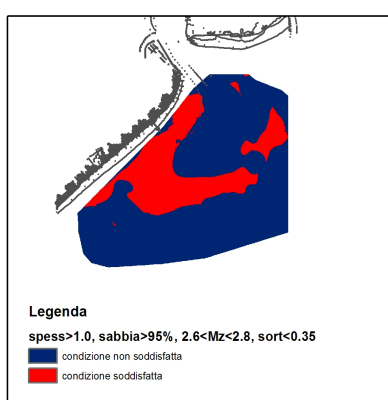 Legenda
spess>1.0, sabbia>95%, 2.6<Mz<2.8, sort<0.35
condizione non soddisfatta
condizione soddisfatta